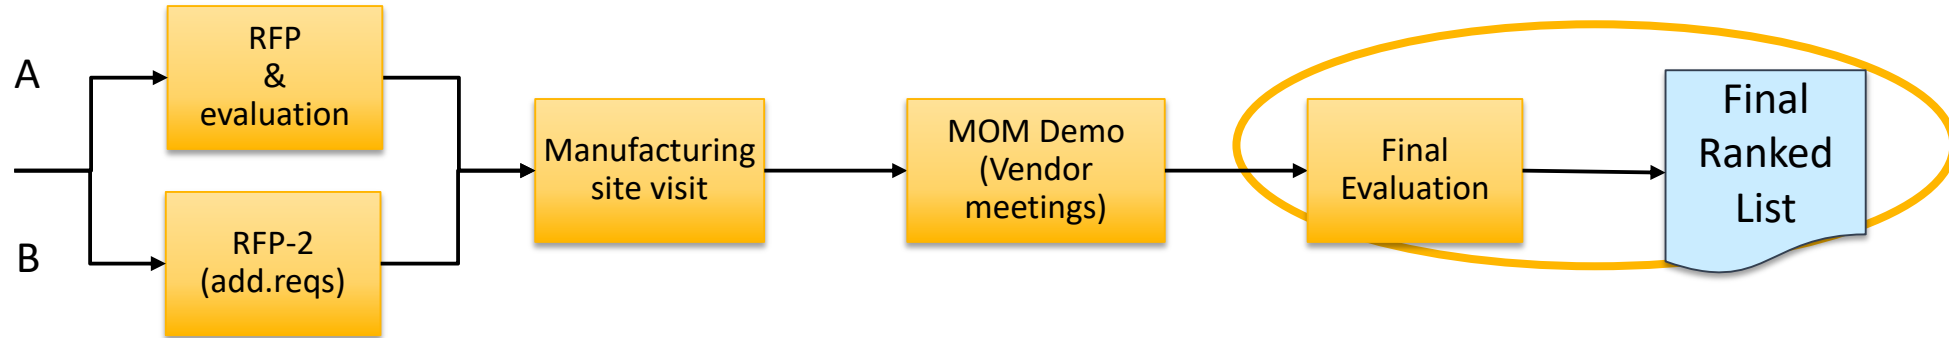 A
RFP
&
evaluation
B
RFP-2
(add.reqs)
Manufacturing
site visit
MOM Demo
(Vendor
meetings)
Final
Evaluation
Final
Ranked
List